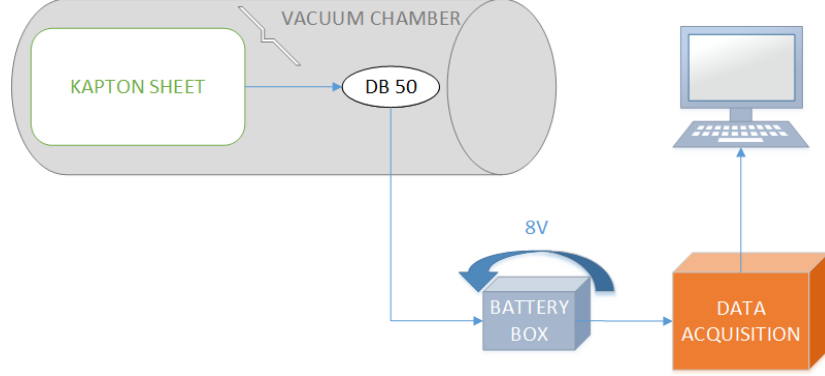 VACUUM CHAMBER
KAPTON SHEET
DB 50
8V
BATTERY
BOX
DATA
ACQUISITION